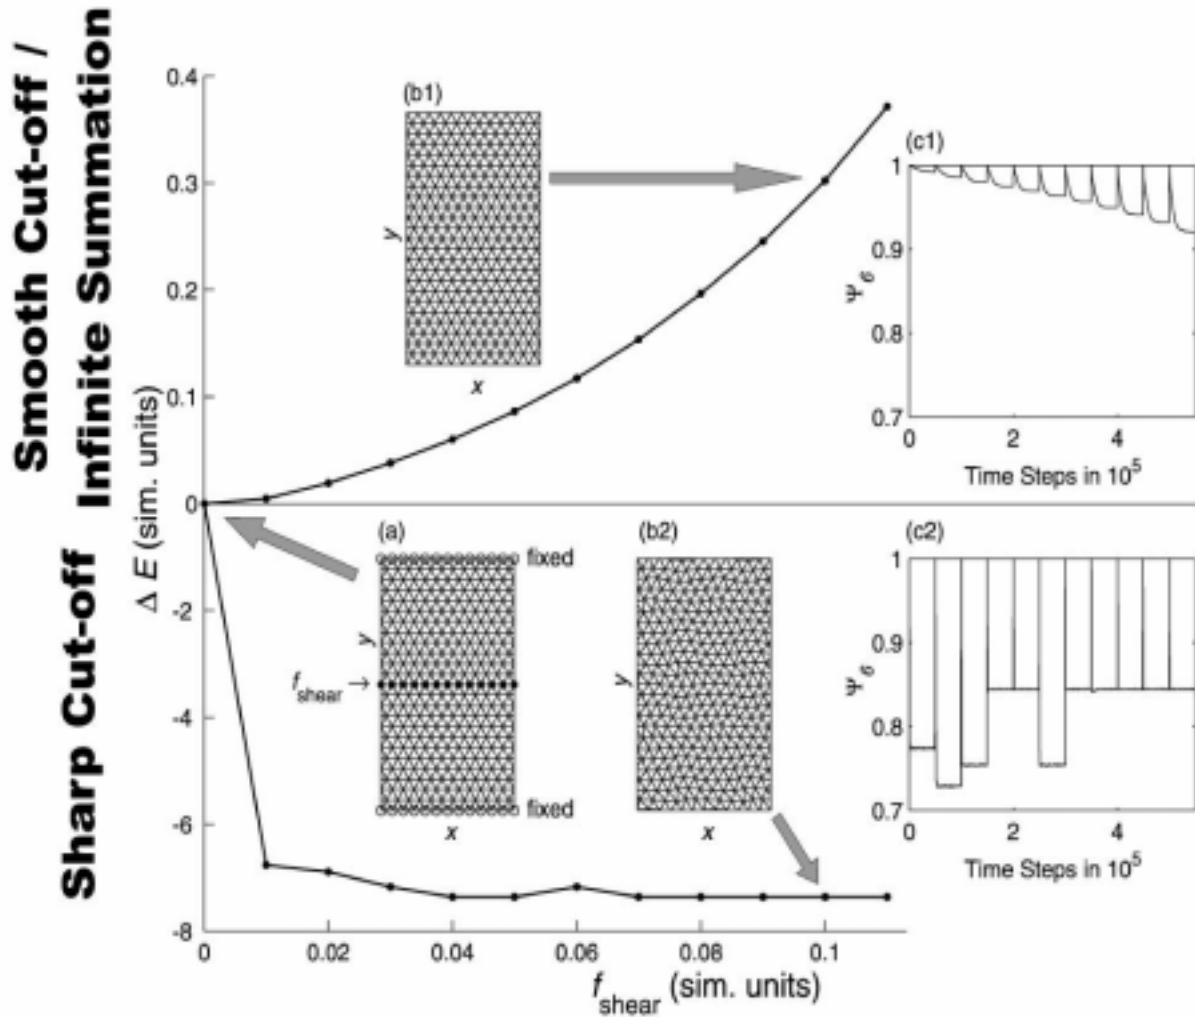 Smooth Cut-off /
Infinite Summation
Sharp Cut-off
Δ E (sim. units)
0.4
0.3
0.2
0.1
0
-2
-4
-6
-8
0
0.02
0.04
0.06
0.08
0.1
f shear (sim. units)
(b1)
y
x
(c1)
Ψ6
1
0.9
0.8
0.7
0
2
4
Time Steps in 10^5
(a)
fixed
y
f shear →
fixed
x
(b2)
y
x
(c2)
Ψ6
1
0.9
0.8
0.7
0
2
4
Time Steps in 10^5